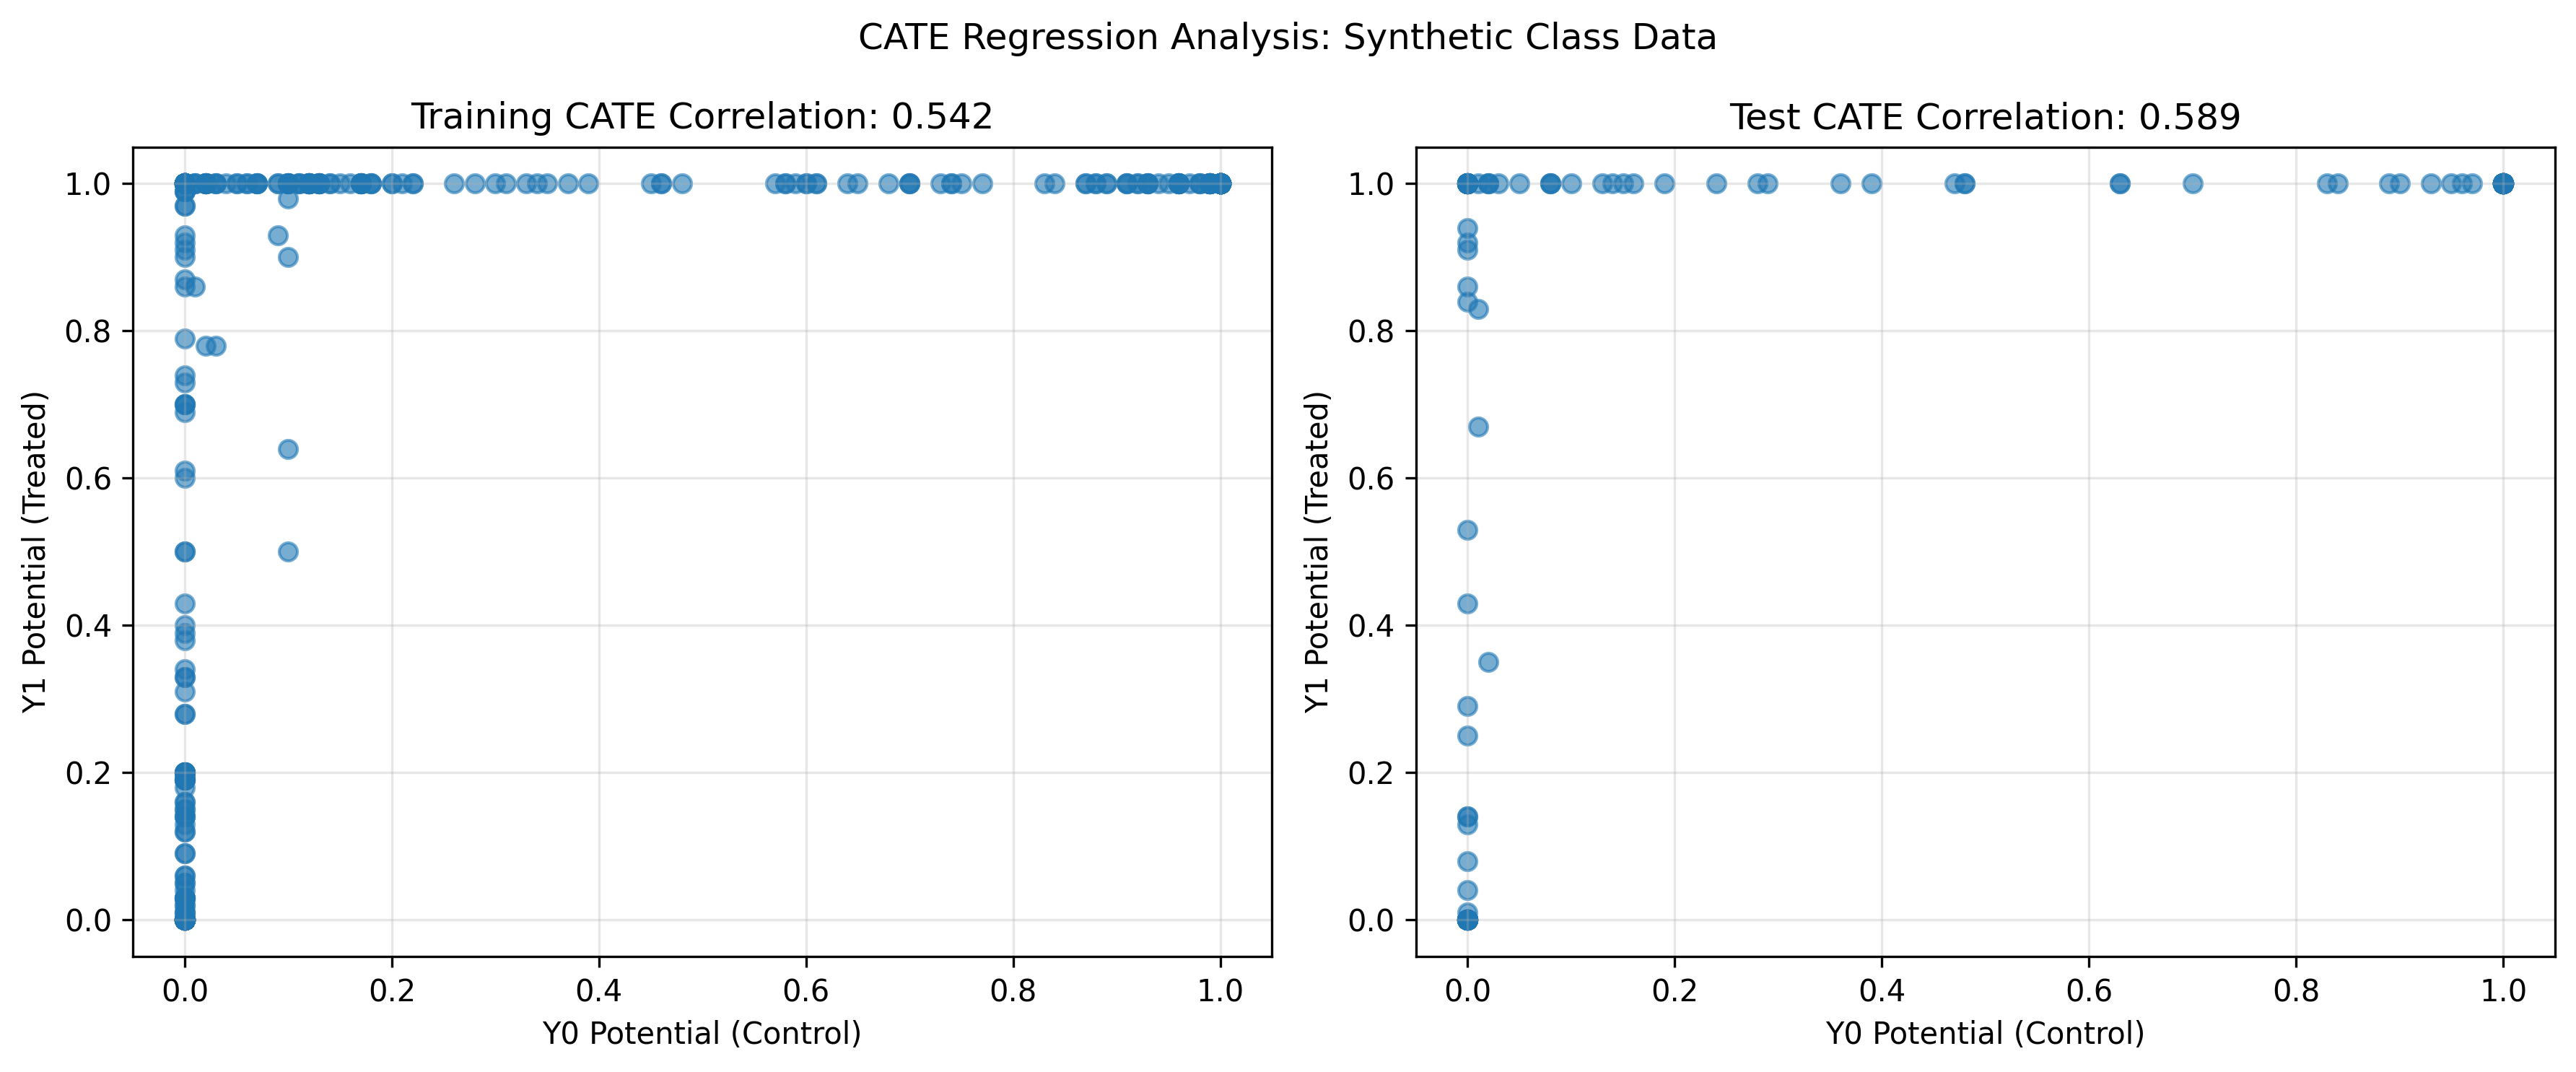 CATE Regression Analysis: Synthetic Class Data
Training CATE Correlation: 0.542
Y1 Potential (Treated)
1.0
0.8
0.6
0.4
0.2
0.0
0.0 0.2 0.4 0.6 0.8 1.0
Y0 Potential (Control)
Test CATE Correlation: 0.589
Y1 Potential (Treated)
1.0
0.8
0.6
0.4
0.2
0.0
0.0 0.2 0.4 0.6 0.8 1.0
Y0 Potential (Control)